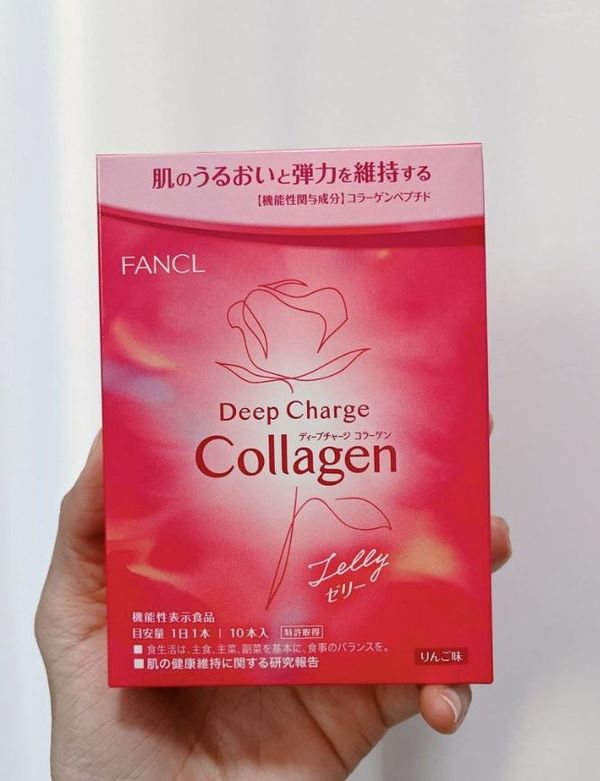 肌のうるおいと弾力を維持する
【機能性関与成分】コラーゲンペプチド
FANCL
Deep Charge
ディープチャージ コラーゲン
Collagen
Jelly
ゼリー
機能性表示食品
目安量 1日1本 | 10本入 特許取得
■ 食生活は、主食、主菜、副菜を基本に、食事のバランスを。
■ 肌の健康維持に関する研究報告
りんご味